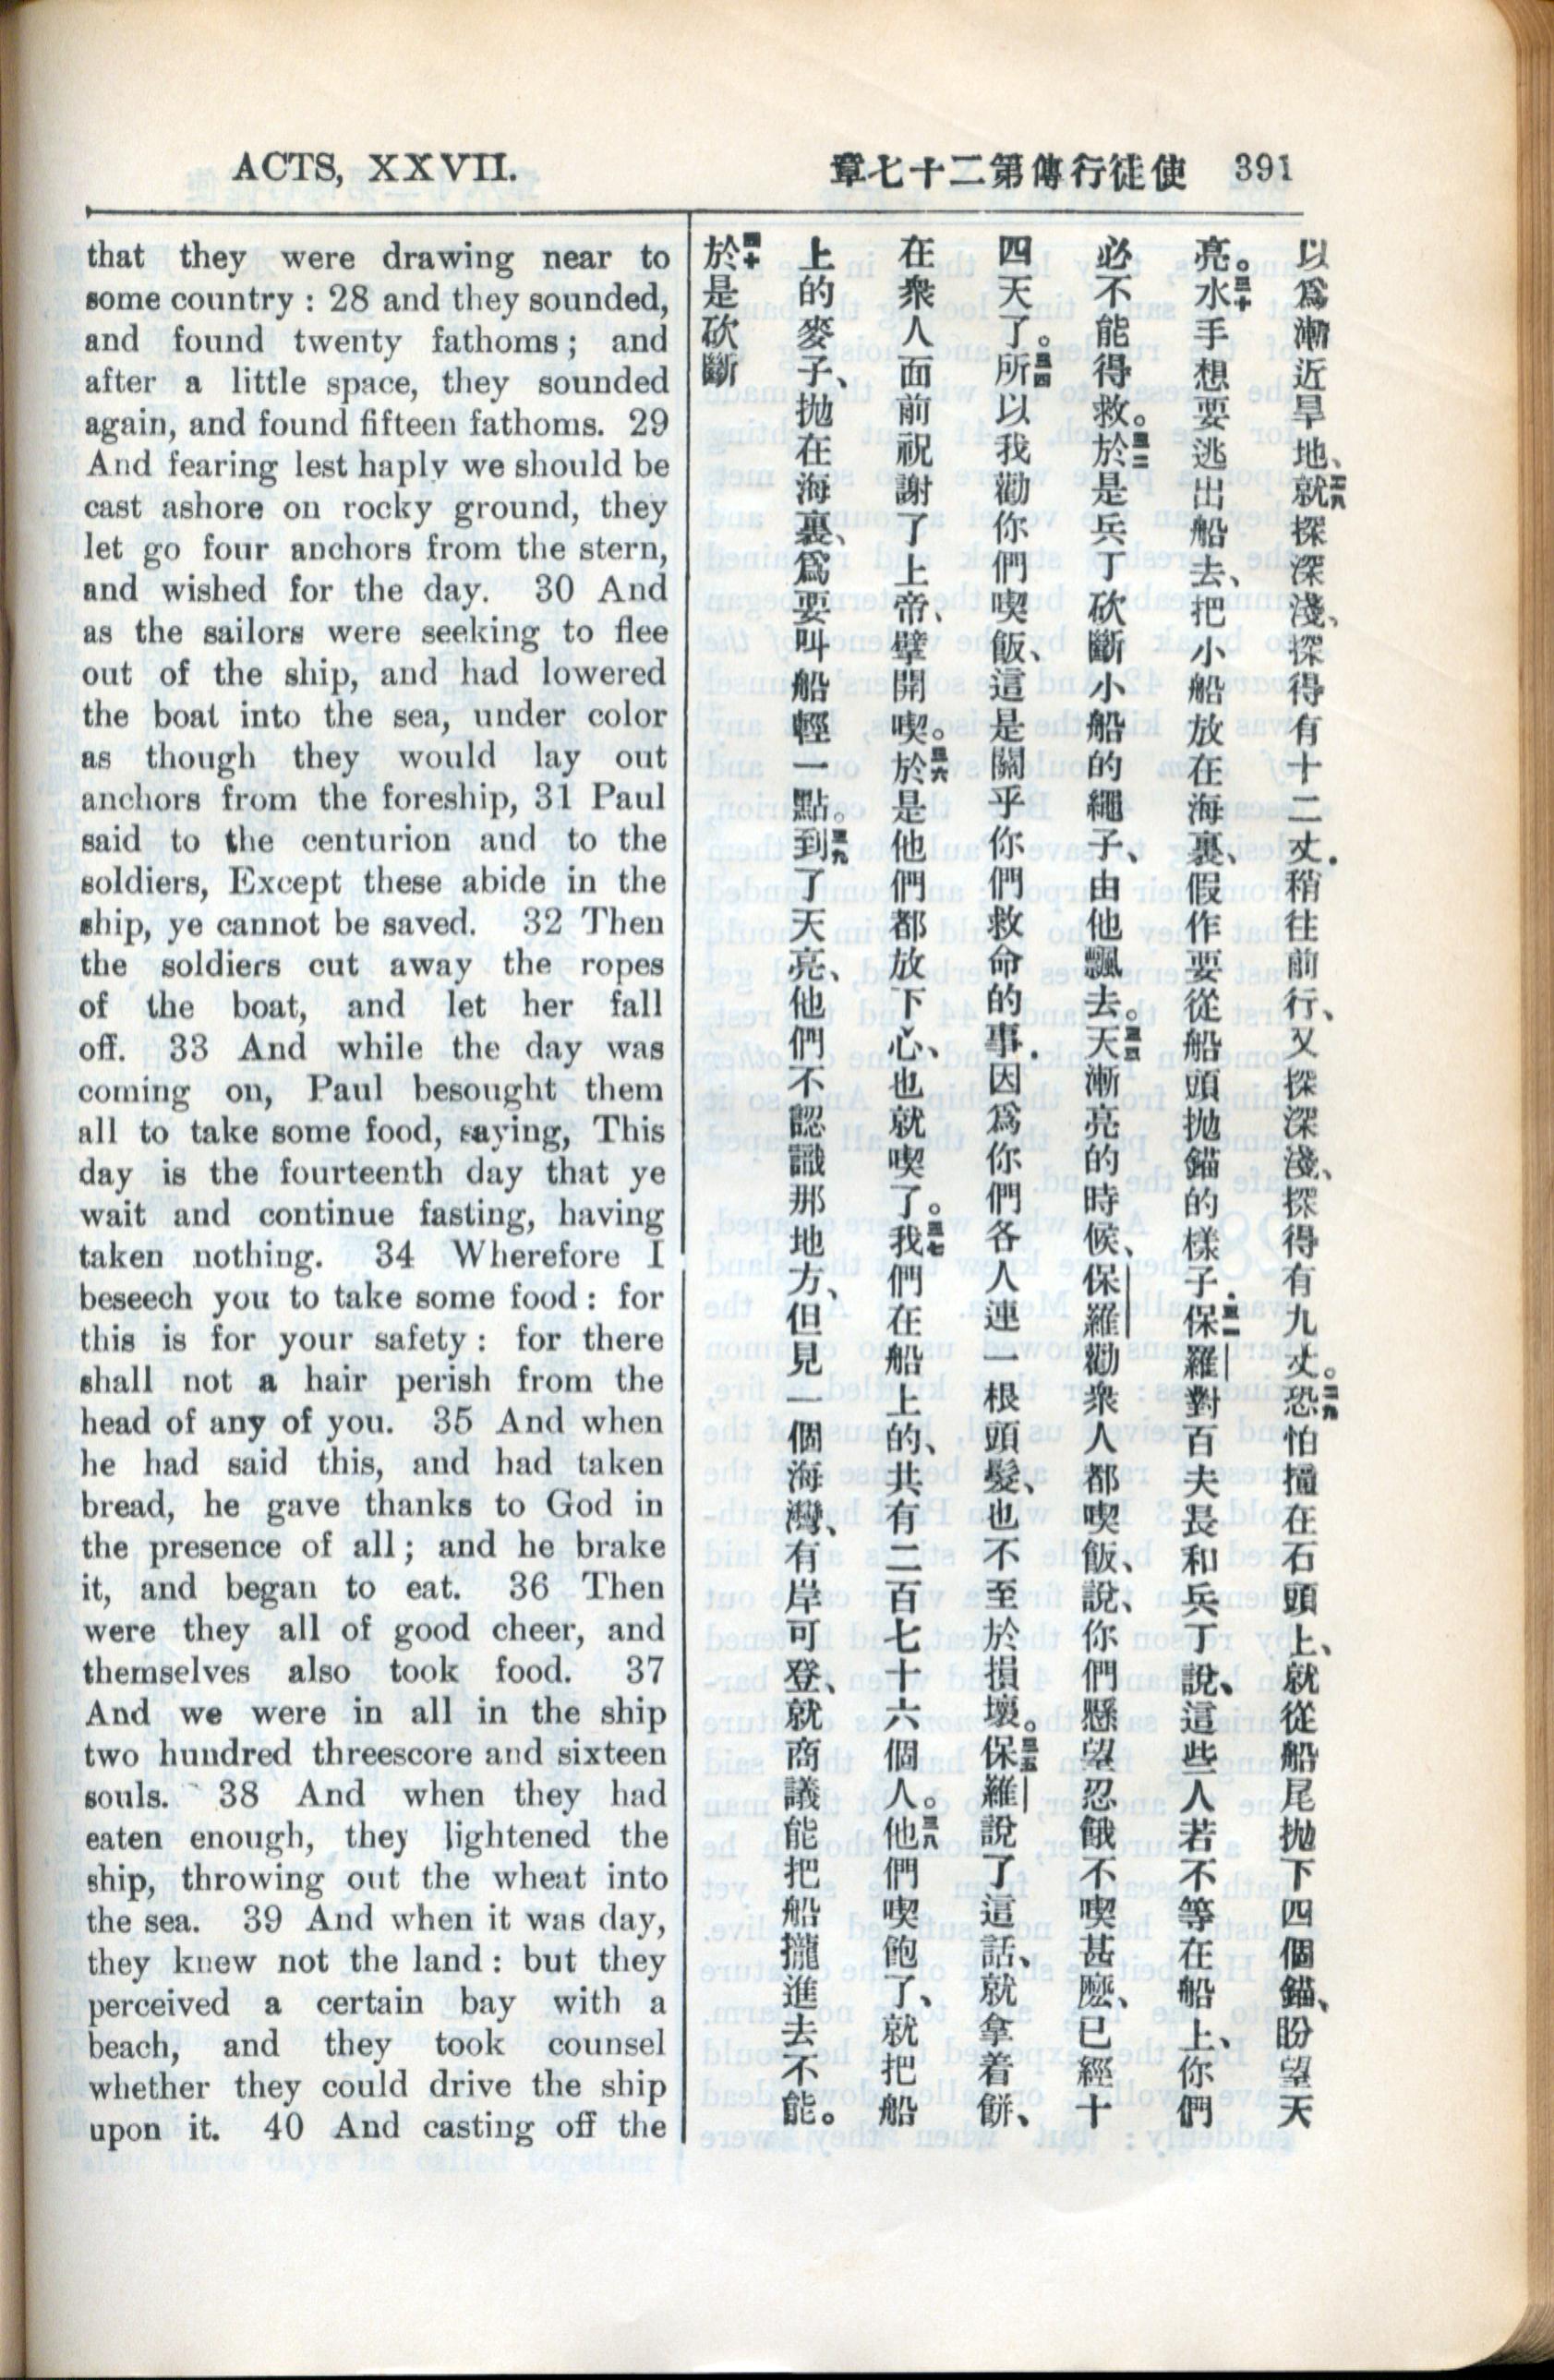 ACTS, XXVII.
章七十二第傳行徒使 391
that they were drawing near to
some country : 28 and they sounded,
and found twenty fathoms ; and
after a little space, they sounded
again, and found fifteen fathoms. 29
And fearing lest haply we should be
cast ashore on rocky ground, they
let go four anchors from the stern,
and wished for the day. 30 And
as the sailors were seeking to flee
out of the ship, and had lowered
the boat into the sea, under color
as though they would lay out
anchors from the foreship, 31 Paul
said to the centurion and to the
soldiers, Except these abide in the
ship, ye cannot be saved. 32 Then
the soldiers cut away the ropes
of the boat, and let her fall
off. 33 And while the day was
coming on, Paul besought them
all to take some food, saying, This
day is the fourteenth day that ye
wait and continue fasting, having
taken nothing. 34 Wherefore I
beseech you to take some food : for
this is for your safety : for there
shall not a hair perish from the
head of any of you. 35 And when
he had said this, and had taken
bread, he gave thanks to God in
the presence of all ; and he brake
it, and began to eat. 36 Then
were they all of good cheer, and
themselves also took food. 37
And we were in all in the ship
two hundred threescore and sixteen
souls. 38 And when they had
eaten enough, they lightened the
ship, throwing out the wheat into
the sea. 39 And when it was day,
they knew not the land : but they
perceived a certain bay with a
beach, and they took counsel
whether they could drive the ship
upon it. 40 And casting off the
以爲漸近旱地、二八就探深淺、探得有十二丈．稍往前行、又探深淺、探得有九丈。二九恐怕撞在石頭上、就從船尾抛下四個錨、盼望天
亮。三十水手想要逃出船去、把小船放在海裏、假作要從船頭抛錨的樣子．三一保羅對百夫長和兵丁說、這些人若不等在船上、你們
必不能得救。三二於是兵丁砍斷小船的繩子、由他飄去。三三天漸亮的時候、保羅勸衆人都喫飯、說、你們懸望忍餓不喫甚麽、已經十
四天了。三四所以我勸你們喫飯、這是關乎你們救命的事．因爲你們各人連一根頭髮、也不至於損壞。三五保羅說了這話、就拿着餅、
在衆人面前祝謝了上帝、擘開喫。三六於是他們都放下心、也就喫了。三七我們在船上的、共有二百七十六個人。三八他們喫飽了、就把船
上的麥子、抛在海裏、爲要叫船輕一點。三九到了天亮、他們不認識那地方、但見一個海灣、有岸可登、就商議能把船攏進去不能。
四十於是砍斷